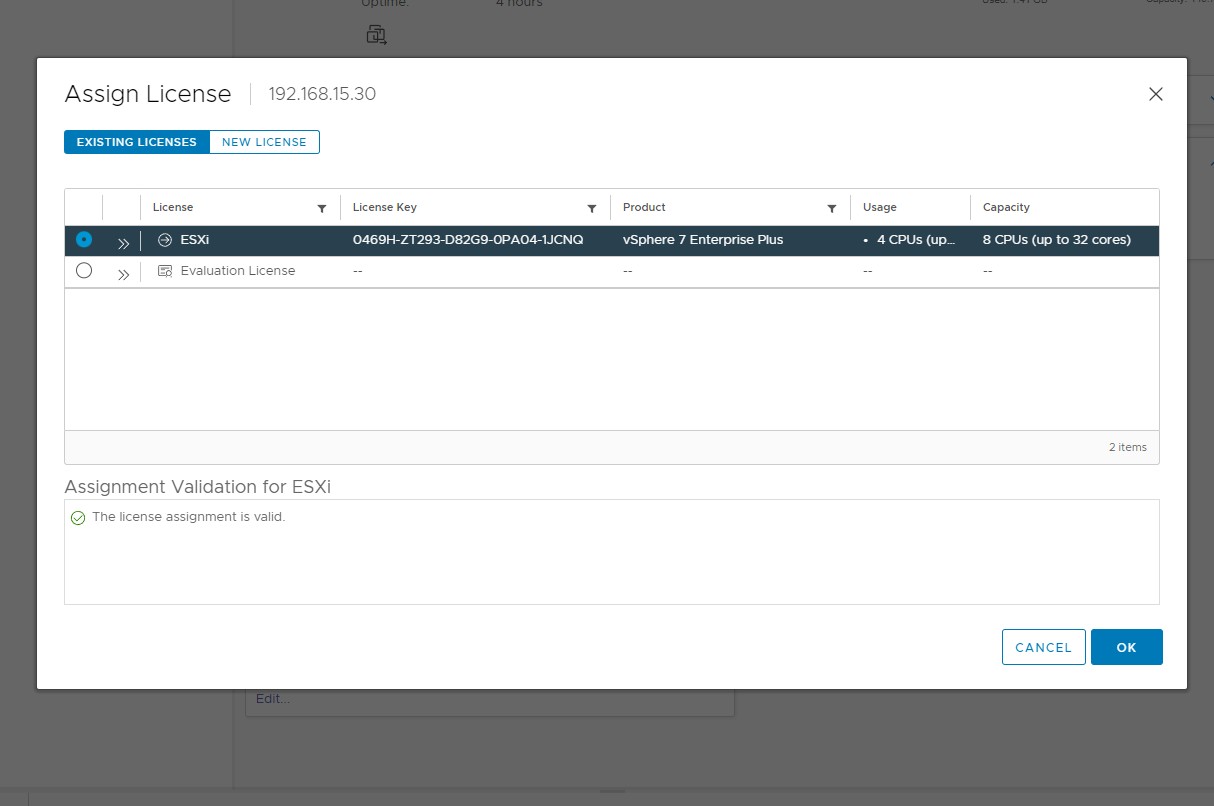 Uptime:
4 hours
Assign License
192.168.15.30
EXISTING LICENSES
NEW LICENSE
License
License Key
Product
Usage
Capacity
ESXi
0469H-ZT293-D82G9-0PA04-1JCNQ
vSphere 7 Enterprise Plus
• 4 CPUs (up...
8 CPUs (up to 32 cores)
Evaluation License
--
--
--
--
2 items
Assignment Validation for ESXi
The license assignment is valid.
CANCEL
OK
Edit...